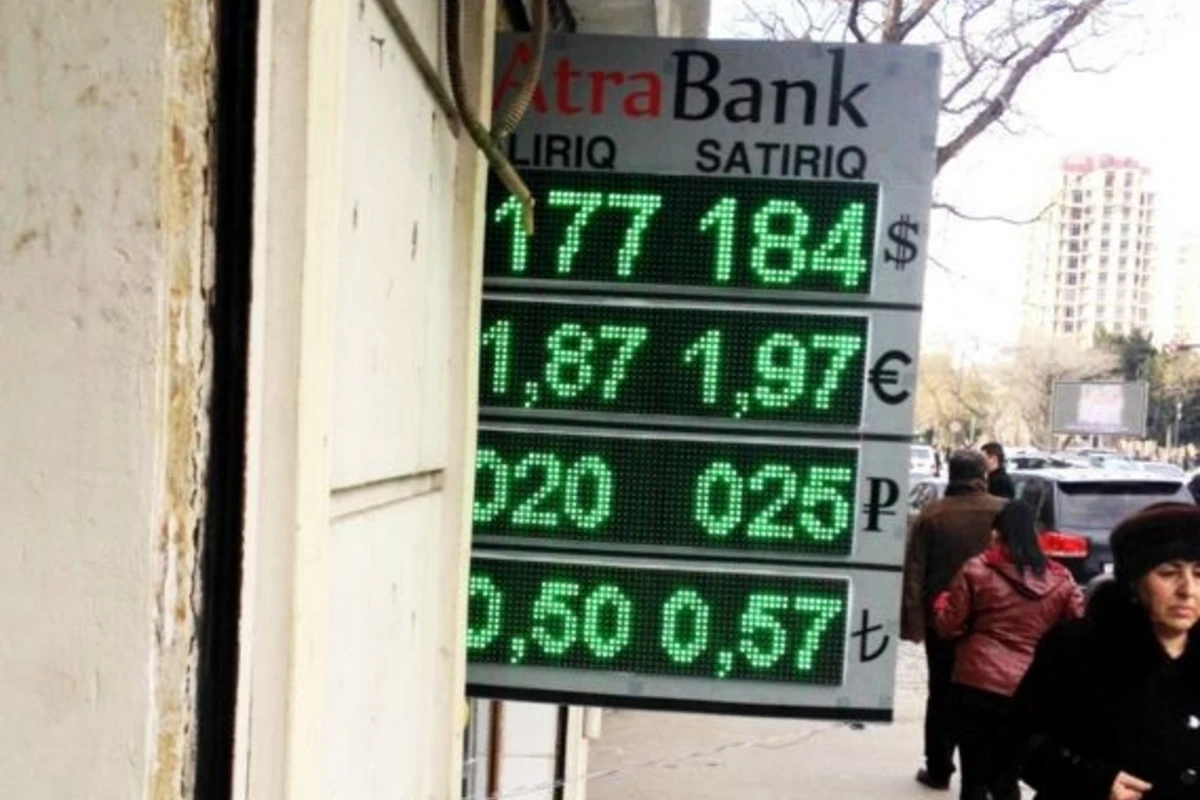 AtraBank
LIRIQ SATIRIQ
177 184 $
1,87 1,97 €
020 025 ₽
0,50 0,57 ₺